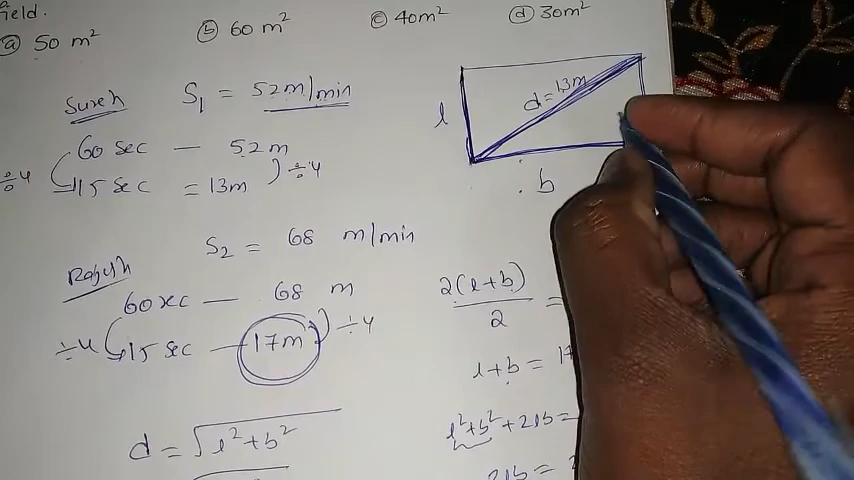 field.
ⓐ 50 m² ⓑ 60 m² ⓒ 40m² ⓓ 30m²
Suresh S₁ = 52m/min
60 sec — 52m
÷4 15 sec = 13m ÷4
d=13m
l
b
Rajesh S₂ = 68 m/min
60 sec — 68 m
÷4 15 sec — 17m ÷4
d = √l²+b²
2(l+b)/2 =
l+b = 17
l²+b²+2lb=
2lb =